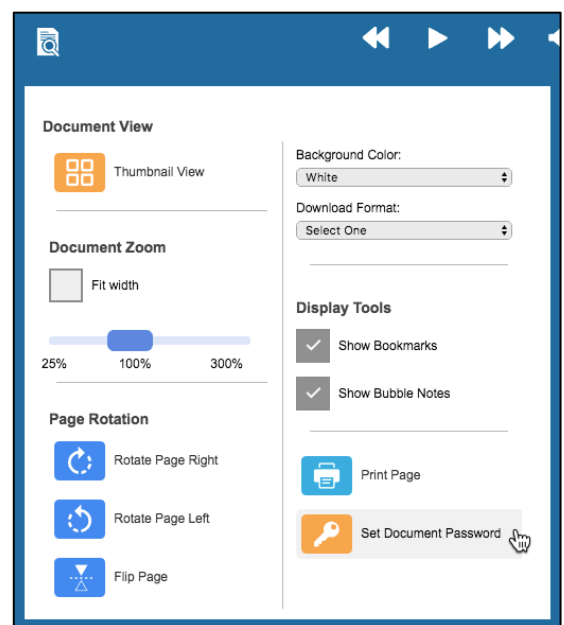 Document View
Thumbnail View
Document Zoom
Fit width
25% 100% 300%
Page Rotation
Rotate Page Right
Rotate Page Left
Flip Page
Background Color:
White
Download Format:
Select One
Display Tools
Show Bookmarks
Show Bubble Notes
Print Page
Set Document Password